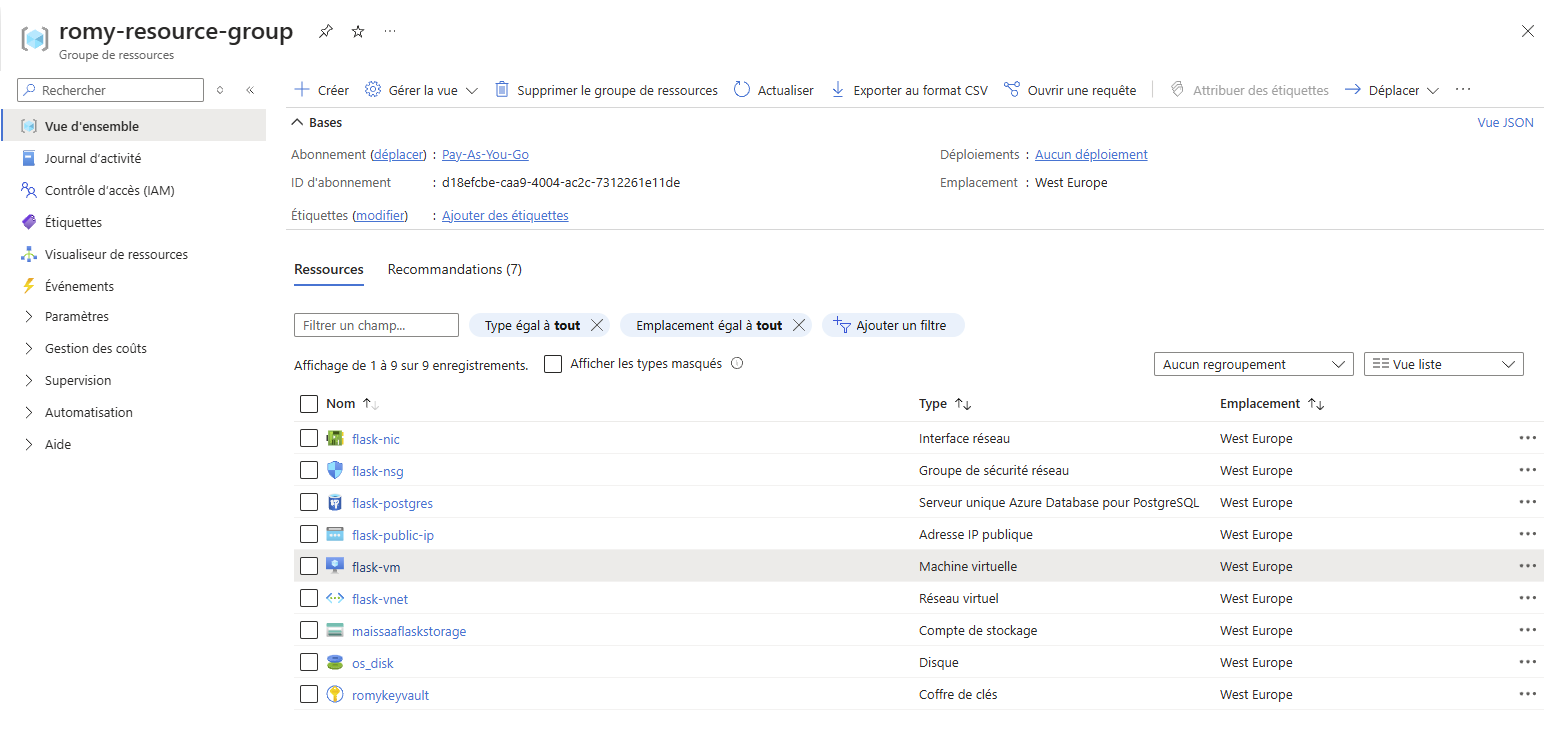 romy-resource-group
Groupe de ressources
Rechercher
Vue d'ensemble
Journal d'activité
Contrôle d'accès (IAM)
Étiquettes
Visualiseur de ressources
Événements
Paramètres
Gestion des coûts
Supervision
Automatisation
Aide
Créer Gérer la vue Supprimer le groupe de ressources Actualiser Exporter au format CSV Ouvrir une requête Attribuer des étiquettes Déplacer
Bases Vue JSON
Abonnement (déplacer) : Pay-As-You-Go Déploiements : Aucun déploiement
ID d'abonnement : d18efcbe-caa9-4004-ac2c-7312261e11de Emplacement : West Europe
Étiquettes (modifier) : Ajouter des étiquettes
Ressources Recommandations (7)
Filtrer un champ... Type égal à tout Emplacement égal à tout Ajouter un filtre
Affichage de 1 à 9 sur 9 enregistrements. Afficher les types masqués Aucun regroupement Vue liste
Nom Type Emplacement
flask-nic Interface réseau West Europe
flask-nsg Groupe de sécurité réseau West Europe
flask-postgres Serveur unique Azure Database pour PostgreSQL West Europe
flask-public-ip Adresse IP publique West Europe
flask-vm Machine virtuelle West Europe
flask-vnet Réseau virtuel West Europe
maissaaflaskstorage Compte de stockage West Europe
os_disk Disque West Europe
romykeyvault Coffre de clés West Europe